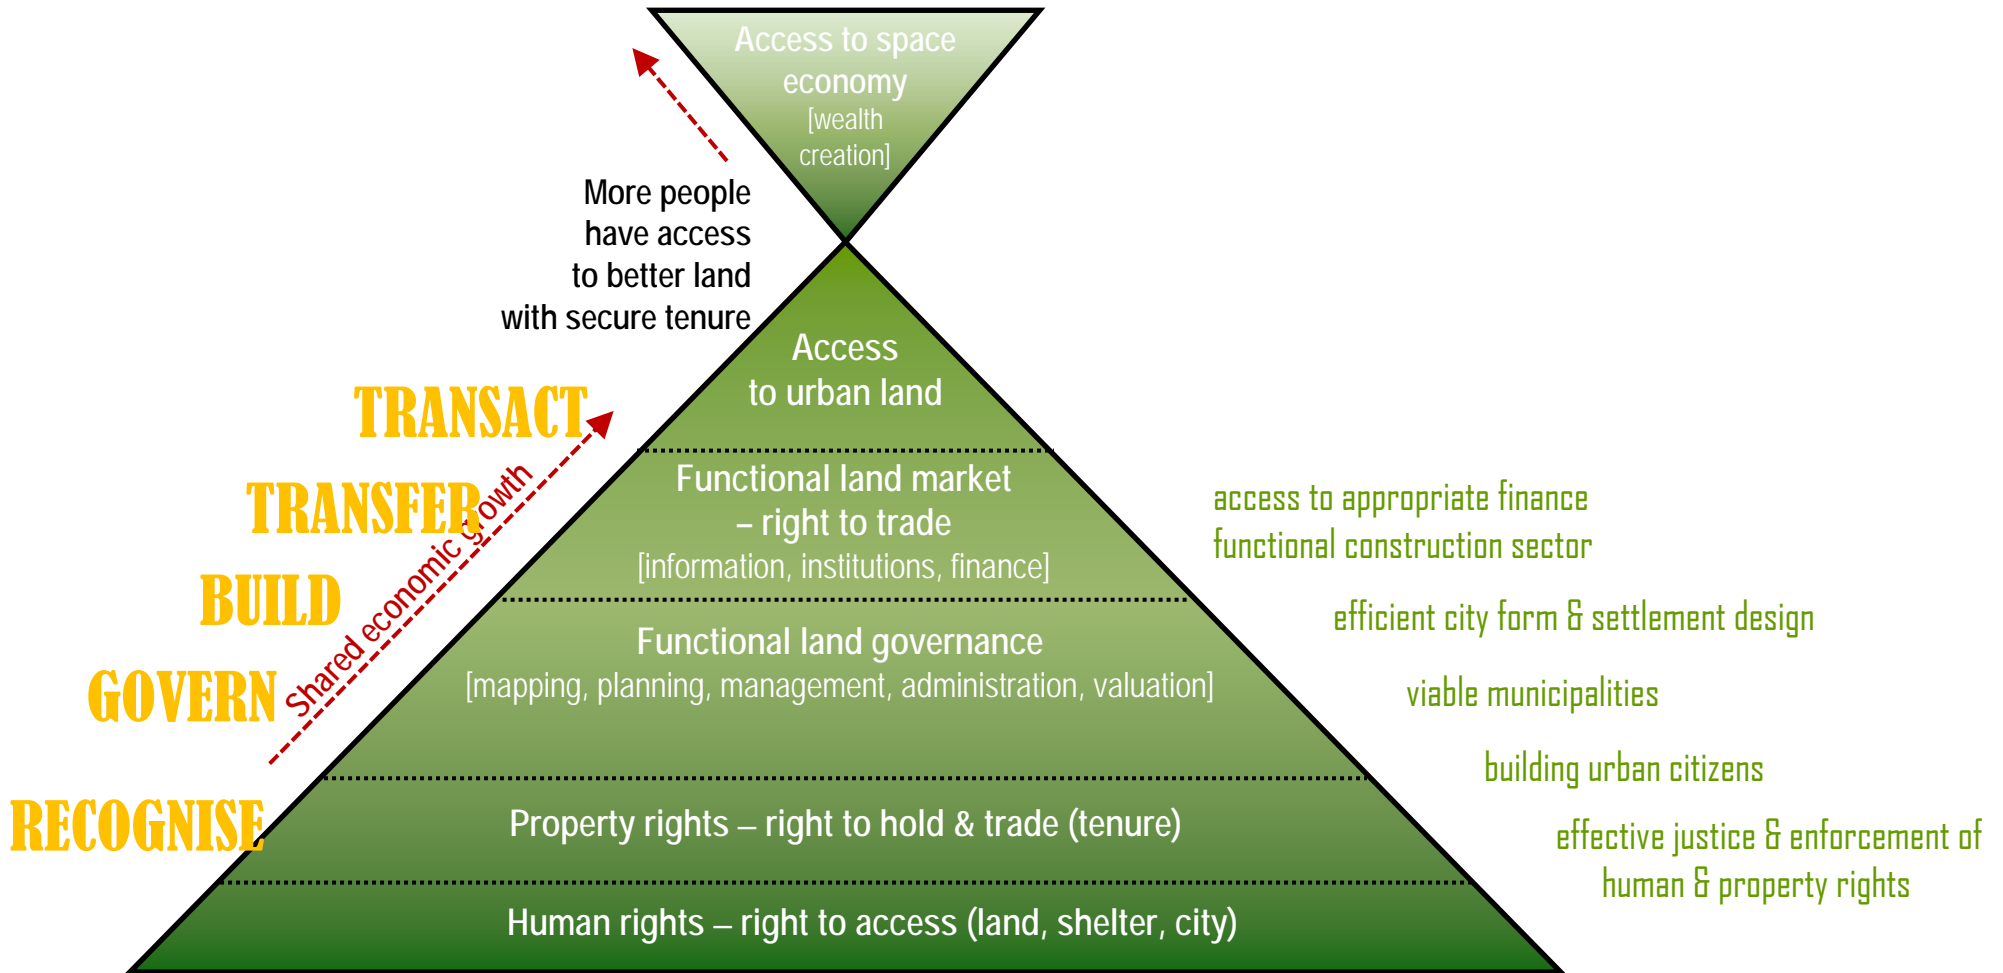 Access to space
economy
[wealth
creation]
More people
have access
to better land
with secure tenure
Access
to urban land
TRANSACT
TRANSFER
BUILD
GOVERN
RECOGNISE
Shared economic growth
Functional land market
– right to trade
[information, institutions, finance]
Functional land governance
[mapping, planning, management, administration, valuation]
Property rights – right to hold & trade (tenure)
Human rights – right to access (land, shelter, city)
access to appropriate finance
functional construction sector
efficient city form & settlement design
viable municipalities
building urban citizens
effective justice & enforcement of
human & property rights